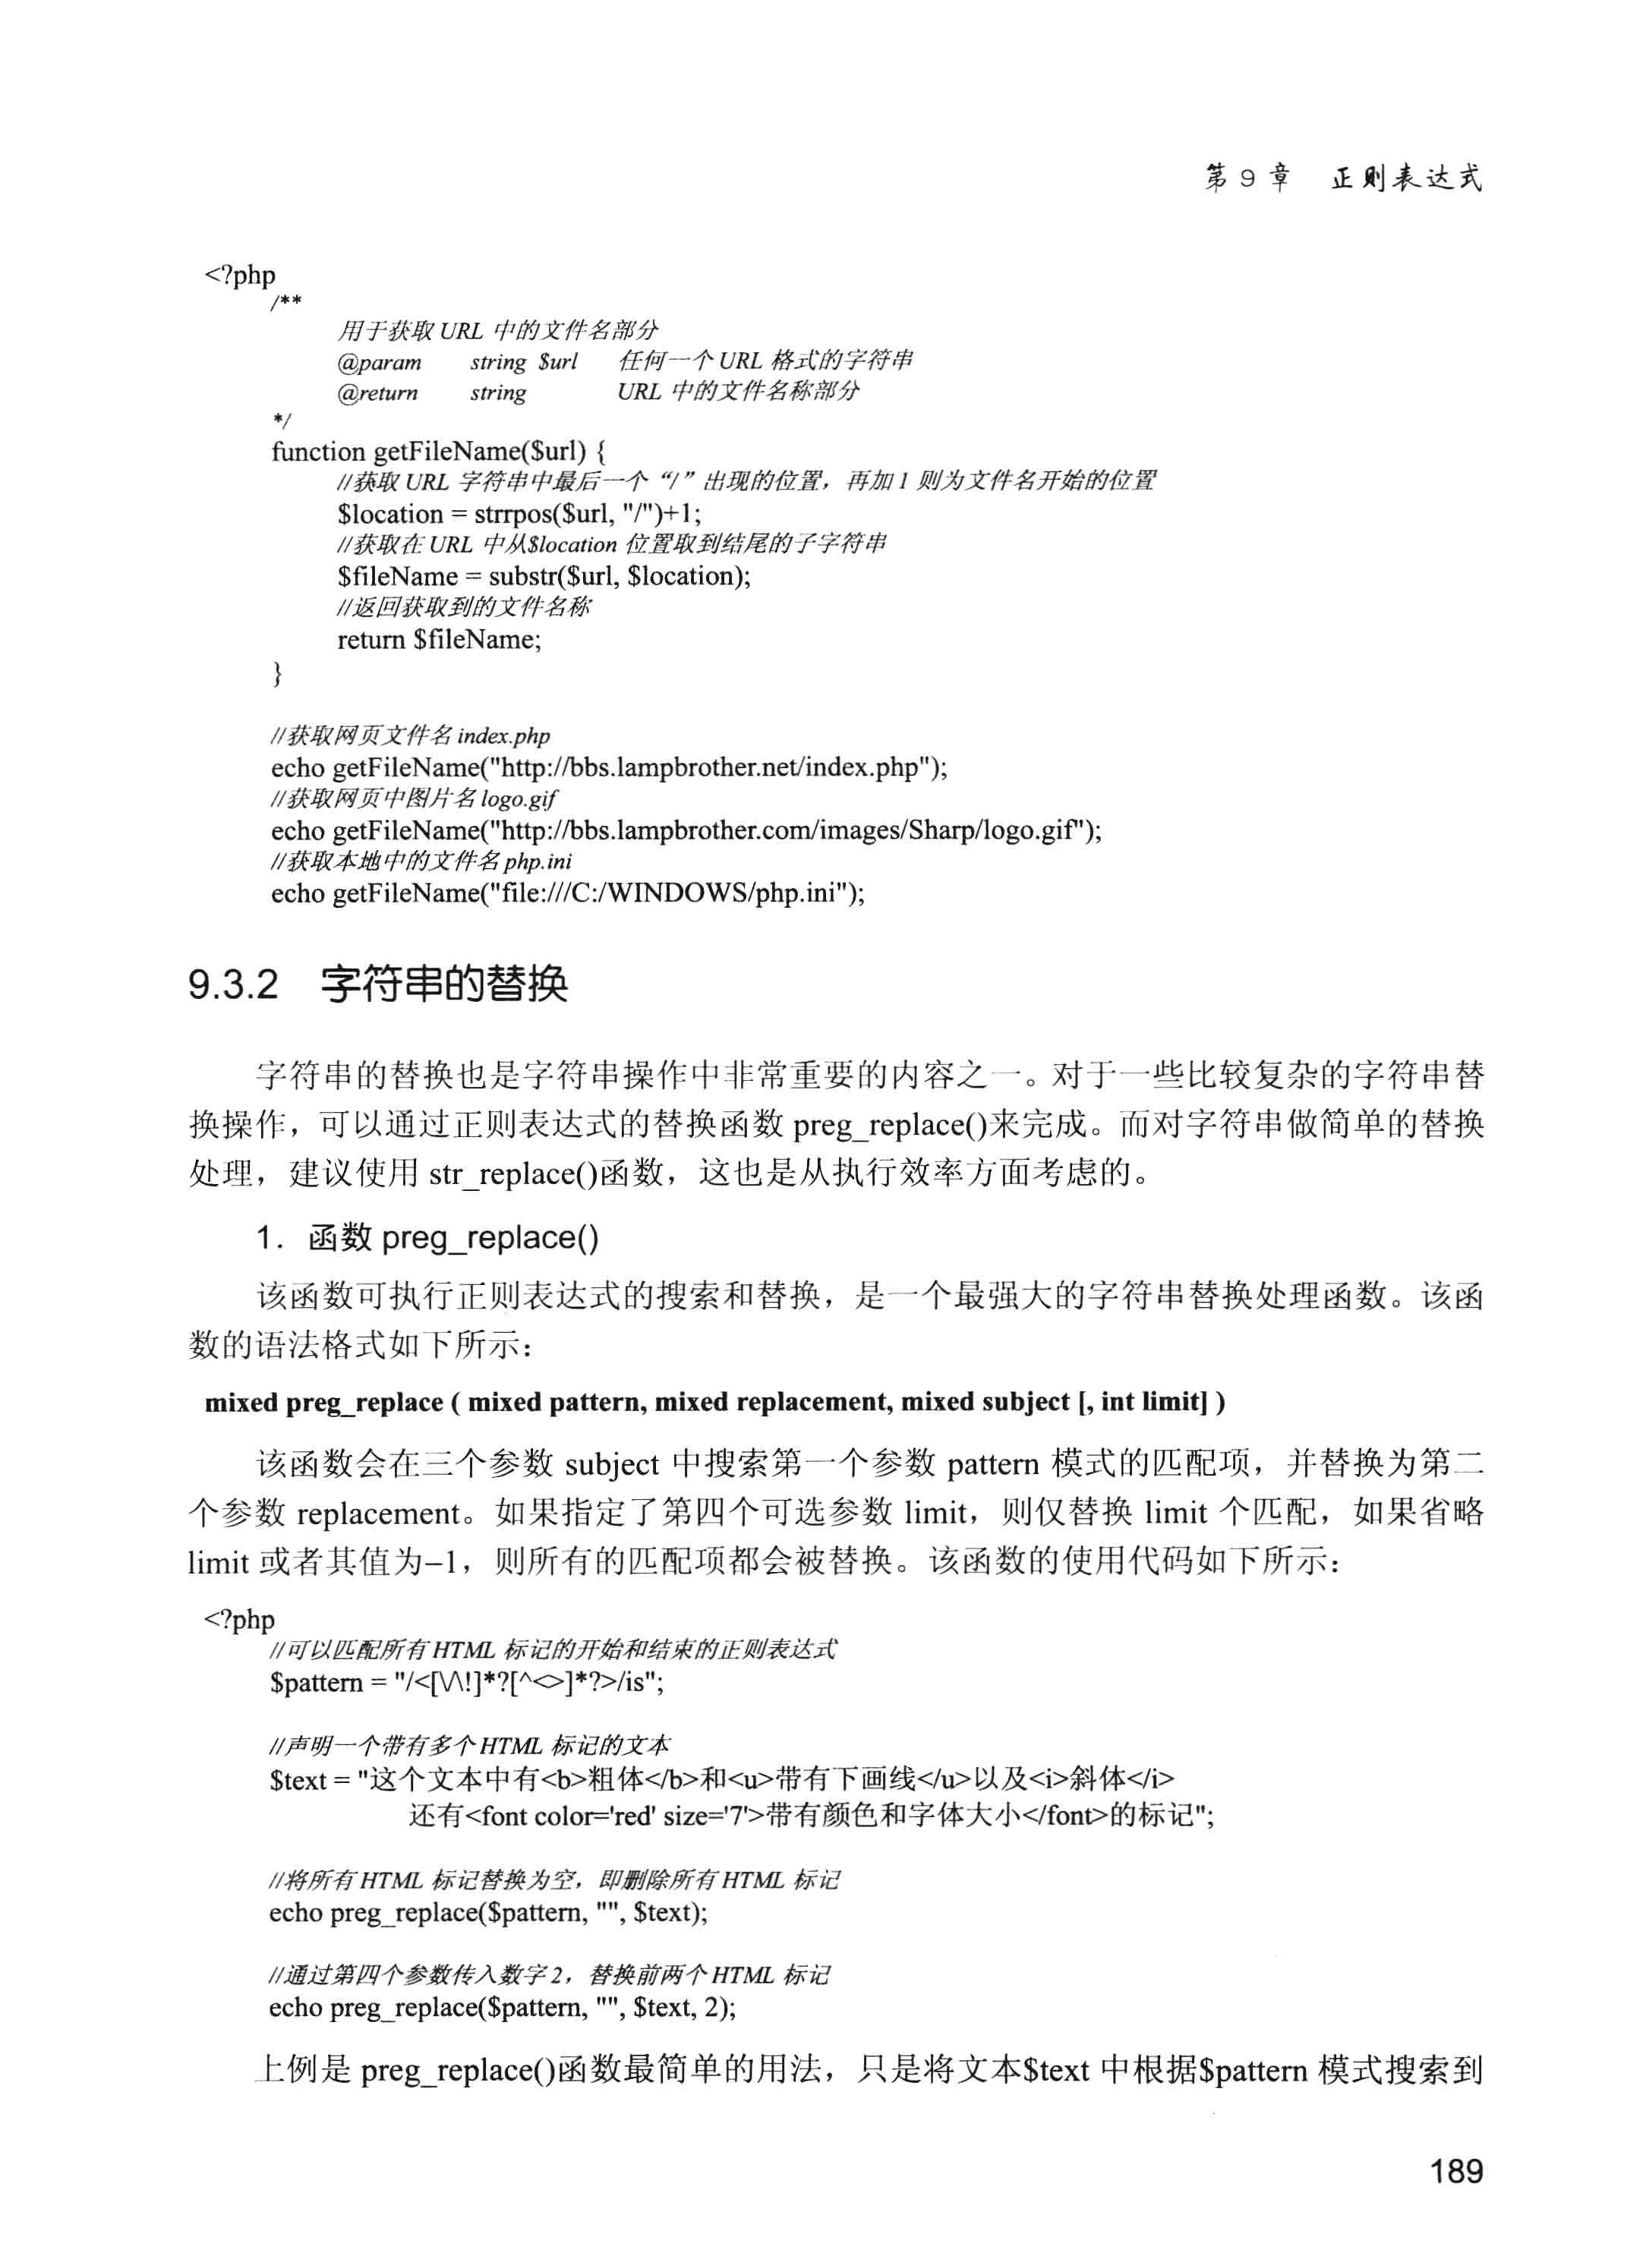 第 9 章 正则表达式
<?php
/**
用于获取 URL 中的文件名部分
@param string $url 任何一个 URL 格式的字符串
@return string URL 中的文件名称部分
*/
function getFileName($url) {
//获取 URL 字符串中最后一个“/”出现的位置，再加 1 则为文件名开始的位置
$location = strrpos($url, "/")+1;
//获取在 URL 中从$location 位置取到结尾的子字符串
$fileName = substr($url, $location);
//返回获取到的文件名称
return $fileName;
}
//获取网页文件名 index.php
echo getFileName("http://bbs.lampbrother.net/index.php");
//获取网页中图片名 logo.gif
echo getFileName("http://bbs.lampbrother.com/images/Sharp/logo.gif");
//获取本地中的文件名 php.ini
echo getFileName("file:///C:/WINDOWS/php.ini");
9.3.2 字符串的替换
字符串的替换也是字符串操作中非常重要的内容之一。对于一些比较复杂的字符串替
换操作，可以通过正则表达式的替换函数 preg_replace()来完成。而对字符串做简单的替换
处理，建议使用 str_replace()函数，这也是从执行效率方面考虑的。
1．函数 preg_replace()
该函数可执行正则表达式的搜索和替换，是一个最强大的字符串替换处理函数。该函
数的语法格式如下所示：
mixed preg_replace ( mixed pattern, mixed replacement, mixed subject [, int limit] )
该函数会在三个参数 subject 中搜索第一个参数 pattern 模式的匹配项，并替换为第二
个参数 replacement。如果指定了第四个可选参数 limit，则仅替换 limit 个匹配，如果省略
limit 或者其值为–1，则所有的匹配项都会被替换。该函数的使用代码如下所示：
<?php
//可以匹配所有 HTML 标记的开始和结束的正则表达式
$pattern = "/<[\/\!]*?[^<>]*?>/is";
//声明一个带有多个 HTML 标记的文本
$text = "这个文本中有<b>粗体</b>和<u>带有下画线</u>以及<i>斜体</i>
还有<font color='red' size='7'>带有颜色和字体大小</font>的标记";
//将所有 HTML 标记替换为空，即删除所有 HTML 标记
echo preg_replace($pattern, "", $text);
//通过第四个参数传入数字 2，替换前两个 HTML 标记
echo preg_replace($pattern, "", $text, 2);
上例是 preg_replace()函数最简单的用法，只是将文本$text 中根据$pattern 模式搜索到
189